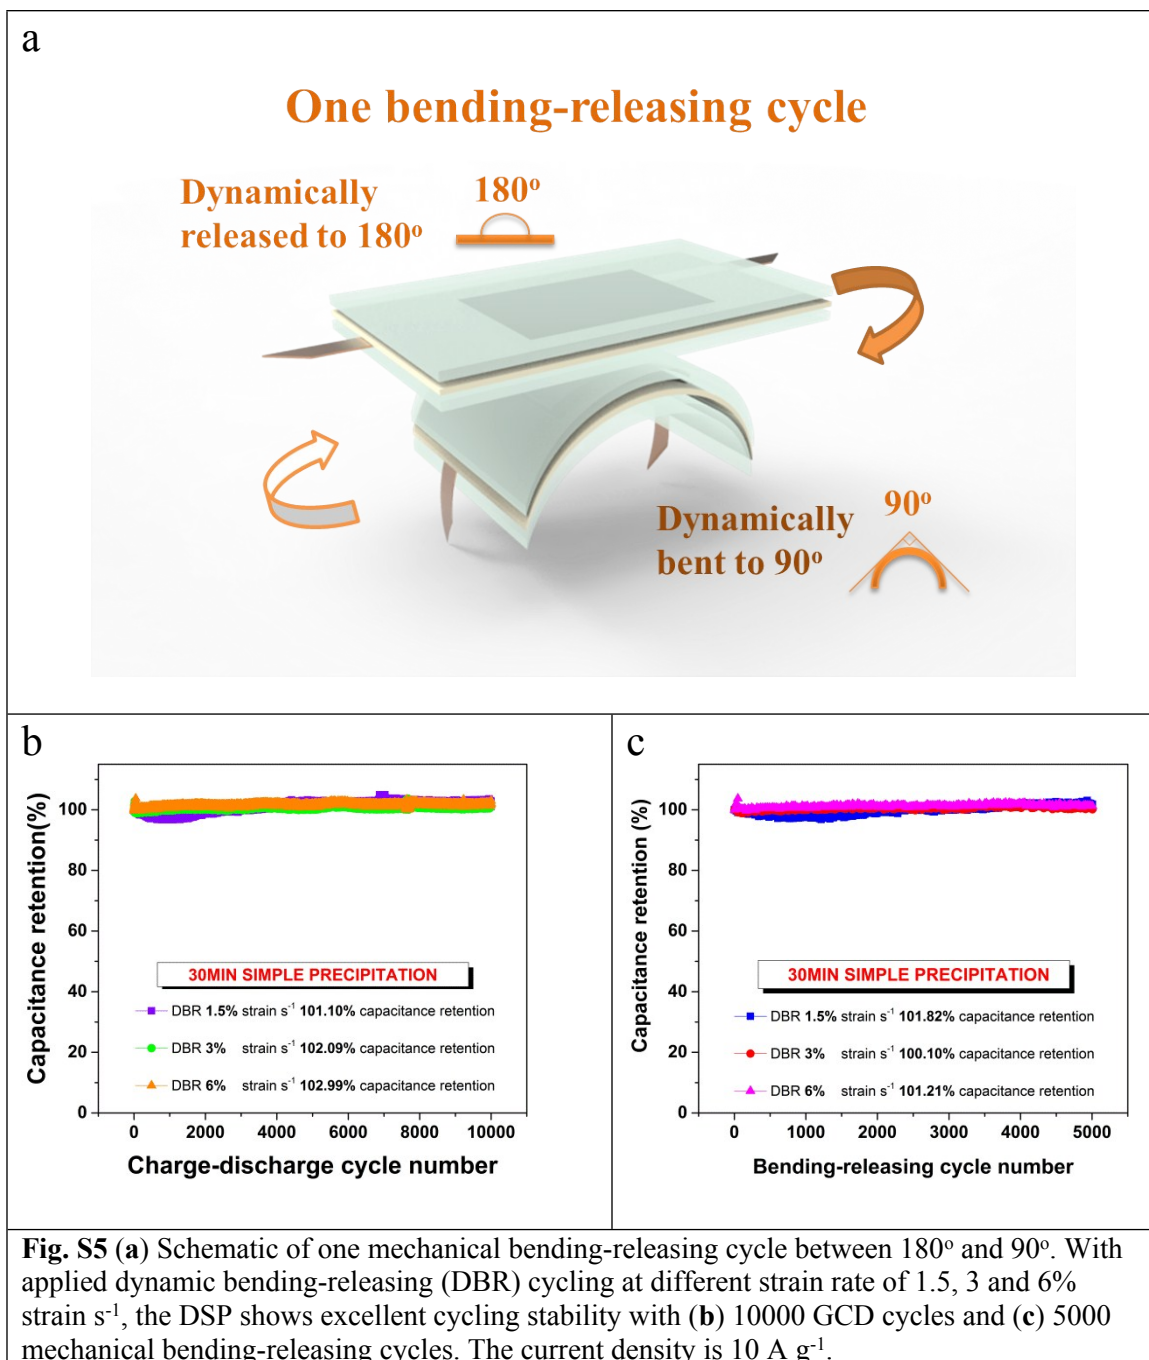 a
One bending-releasing cycle
Dynamically
released to 180º
180º
90º
Dynamically
bent to 90º
b
Capacitance retention(%)
100
80
60
40
20
0
30MIN SIMPLE PRECIPITATION
DBR 1.5% strain s⁻¹ 101.10% capacitance retention
DBR 3% strain s⁻¹ 102.09% capacitance retention
DBR 6% strain s⁻¹ 102.99% capacitance retention
0 2000 4000 6000 8000 10000
Charge-discharge cycle number
c
Capacitance retention (%)
100
80
60
40
20
0
30MIN SIMPLE PRECIPITATION
DBR 1.5% strain s⁻¹ 101.82% capacitance retention
DBR 3% strain s⁻¹ 100.10% capacitance retention
DBR 6% strain s⁻¹ 101.21% capacitance retention
0 1000 2000 3000 4000 5000
Bending-releasing cycle number
Fig. S5 (a) Schematic of one mechanical bending-releasing cycle between 180º and 90º. With
applied dynamic bending-releasing (DBR) cycling at different strain rate of 1.5, 3 and 6%
strain s⁻¹, the DSP shows excellent cycling stability with (b) 10000 GCD cycles and (c) 5000
mechanical bending-releasing cycles. The current density is 10 A g⁻¹.